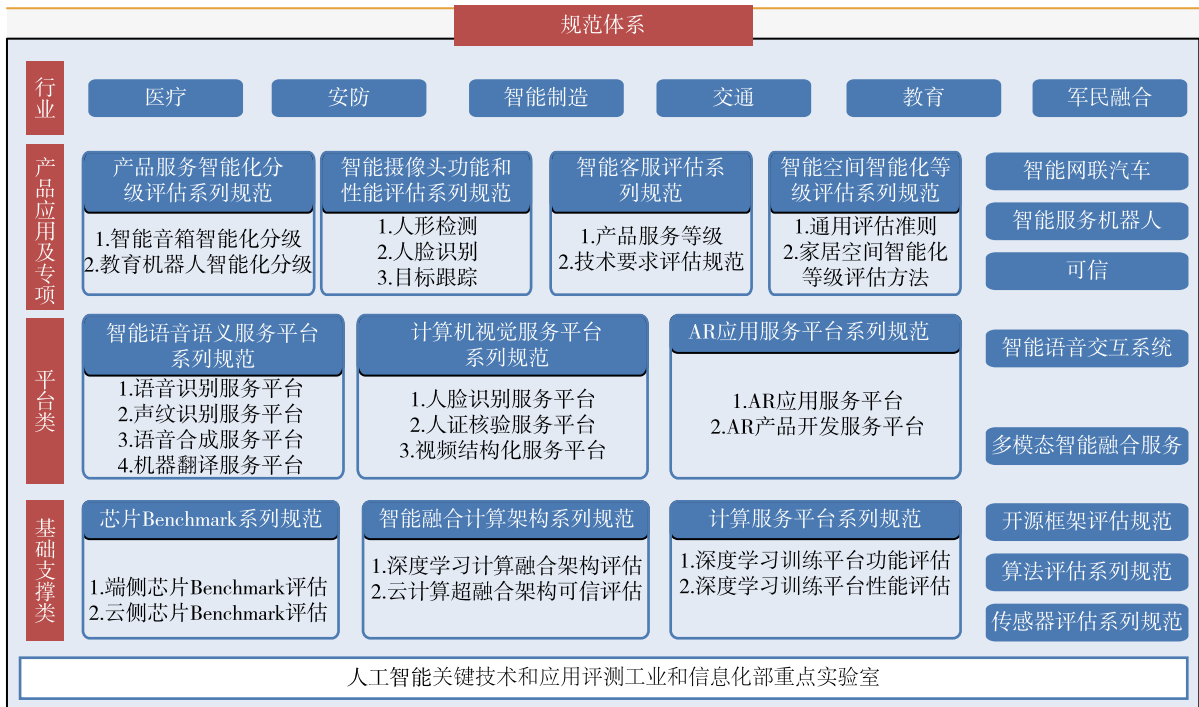 规范体系
行业
医疗
安防
智能制造
交通
教育
军民融合
产品应用及专项
产品服务智能化分
级评估系列规范
1.智能音箱智能化分级
2.教育机器人智能化分级
智能摄像头功能和
性能评估系列规范
1.人形检测
2.人脸识别
3.目标跟踪
智能客服评估系
列规范
1.产品服务等级
2.技术要求评估规范
智能空间智能化等
级评估系列规范
1.通用评估准则
2.家居空间智能化
等级评估方法
智能网联汽车
智能服务机器人
可信
平台类
智能语音语义服务平台
系列规范
1.语音识别服务平台
2.声纹识别服务平台
3.语音合成服务平台
4.机器翻译服务平台
计算机视觉服务平台
系列规范
1.人脸识别服务平台
2.人证核验服务平台
3.视频结构化服务平台
AR应用服务平台系列规范
1.AR应用服务平台
2.AR产品开发服务平台
智能语音交互系统
多模态智能融合服务
基础支撑类
芯片Benchmark系列规范
1.端侧芯片Benchmark评估
2.云侧芯片Benchmark评估
智能融合计算架构系列规范
1.深度学习计算融合架构评估
2.云计算超融合架构可信评估
计算服务平台系列规范
1.深度学习训练平台功能评估
2.深度学习训练平台性能评估
开源框架评估规范
算法评估系列规范
传感器评估系列规范
人工智能关键技术和应用评测工业和信息化部重点实验室